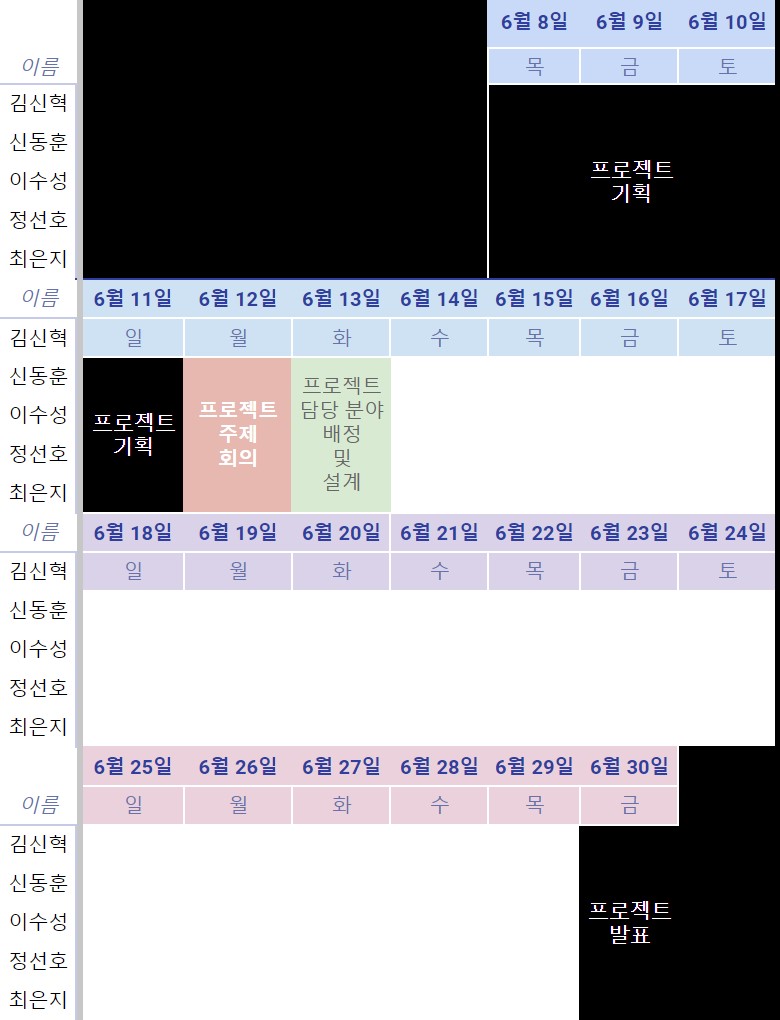 6월 8일 6월 9일 6월 10일
이름 목 금 토
김신혁
신동훈
이수성
정선호
최은지
프로젝트
기획
이름 6월 11일 6월 12일 6월 13일 6월 14일 6월 15일 6월 16일 6월 17일
김신혁 일 월 화 수 목 금 토
신동훈
이수성
정선호
최은지
프로젝트
기획
프로젝트
주제
회의
프로젝트
담당 분야
배정
및
설계
이름 6월 18일 6월 19일 6월 20일 6월 21일 6월 22일 6월 23일 6월 24일
김신혁 일 월 화 수 목 금 토
신동훈
이수성
정선호
최은지
6월 25일 6월 26일 6월 27일 6월 28일 6월 29일 6월 30일
이름 일 월 화 수 목 금
김신혁
신동훈
이수성
정선호
최은지
프로젝트
발표